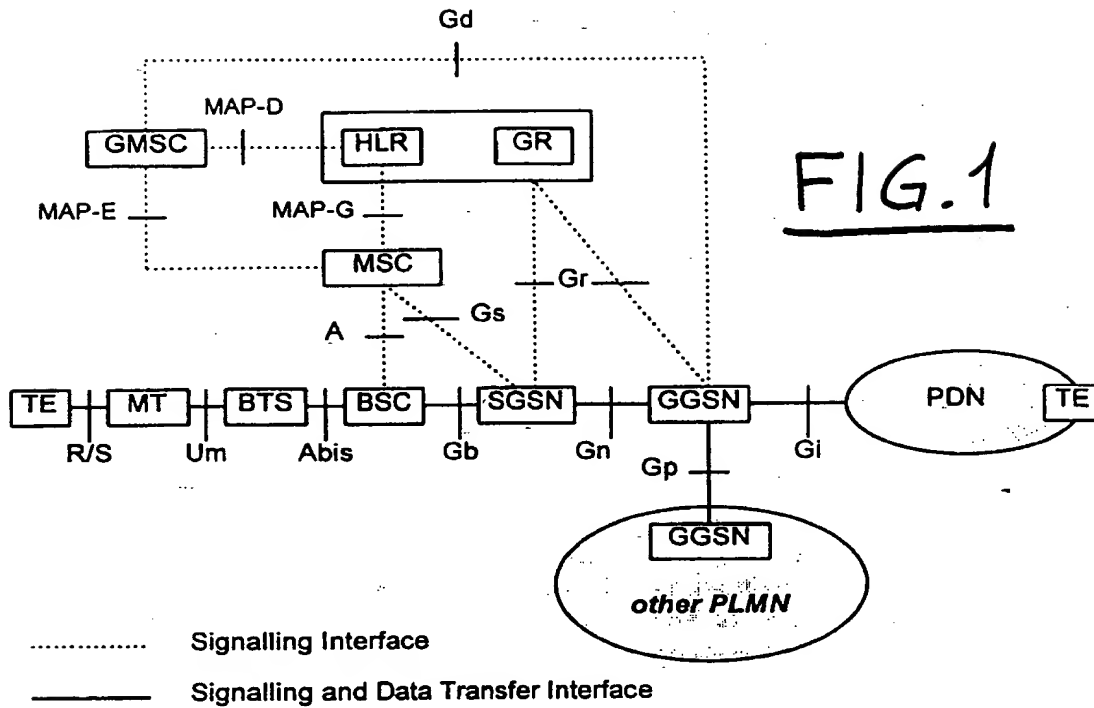 Gd
MAP-D
GMSC
HLR
GR
FIG.1
MAP-E
MAP-G
MSC
Gr
Gs
A
TE
MT
BTS
BSC
SGSN
GGSN
PDN
TE
R/S
Um
Abis
Gb
Gn
Gp
Gi
GGSN
other PLMN
Signalling Interface
Signalling and Data Transfer Interface